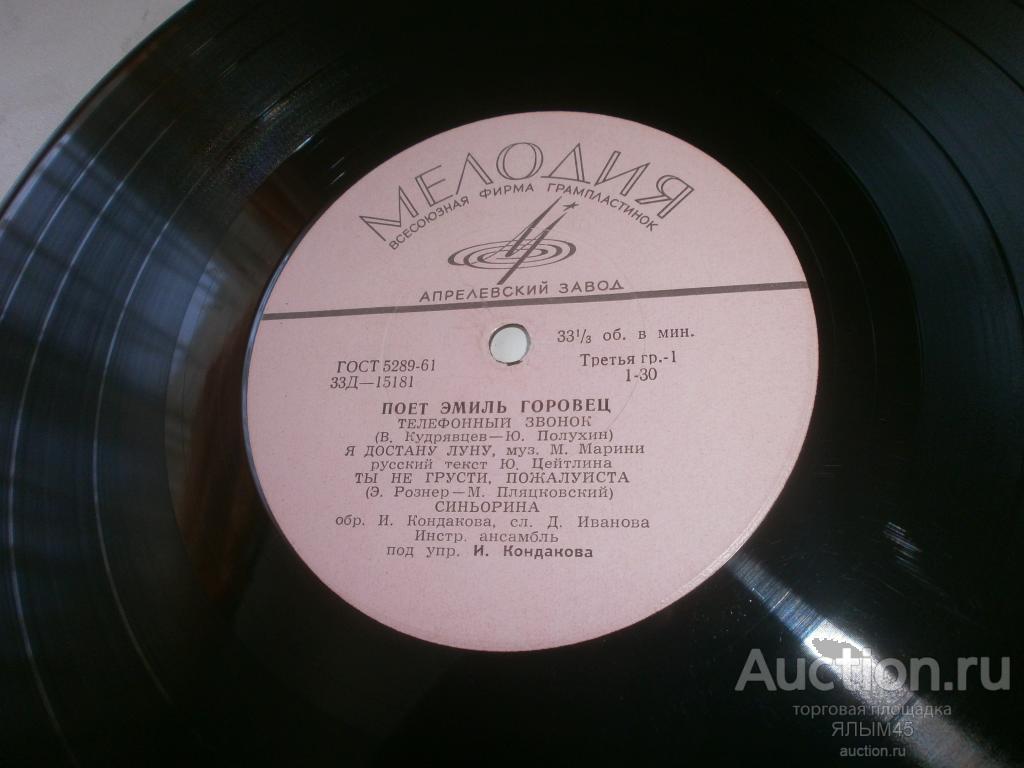 МЕЛОДИЯ
ВСЕСОЮЗНАЯ ФИРМА ГРАМПЛАСТИНОК
АПРЕЛЕВСКИЙ ЗАВОД
33⅓ об. в мин.
ГОСТ 5289-61
Третья гр.-1
33Д—15181
1-30
ПОЕТ ЭМИЛЬ ГОРОВЕЦ
ТЕЛЕФОННЫЙ ЗВОНОК
(В. Кудрявцев—Ю. Полухин)
Я ДОСТАНУ ЛУНУ, муз. М. Марини
русский текст Ю. Цейтлина
ТЫ НЕ ГРУСТИ, ПОЖАЛУЙСТА
(Э. Рознер—М. Пляцковский)
СИНЬОРИНА
обр. И. Кондакова, сл. Д. Иванова
Инстр. ансамбль
под упр. И. Кондакова
Auction.ru
торговая площадка
ЯЛЫМ45
auction.ru